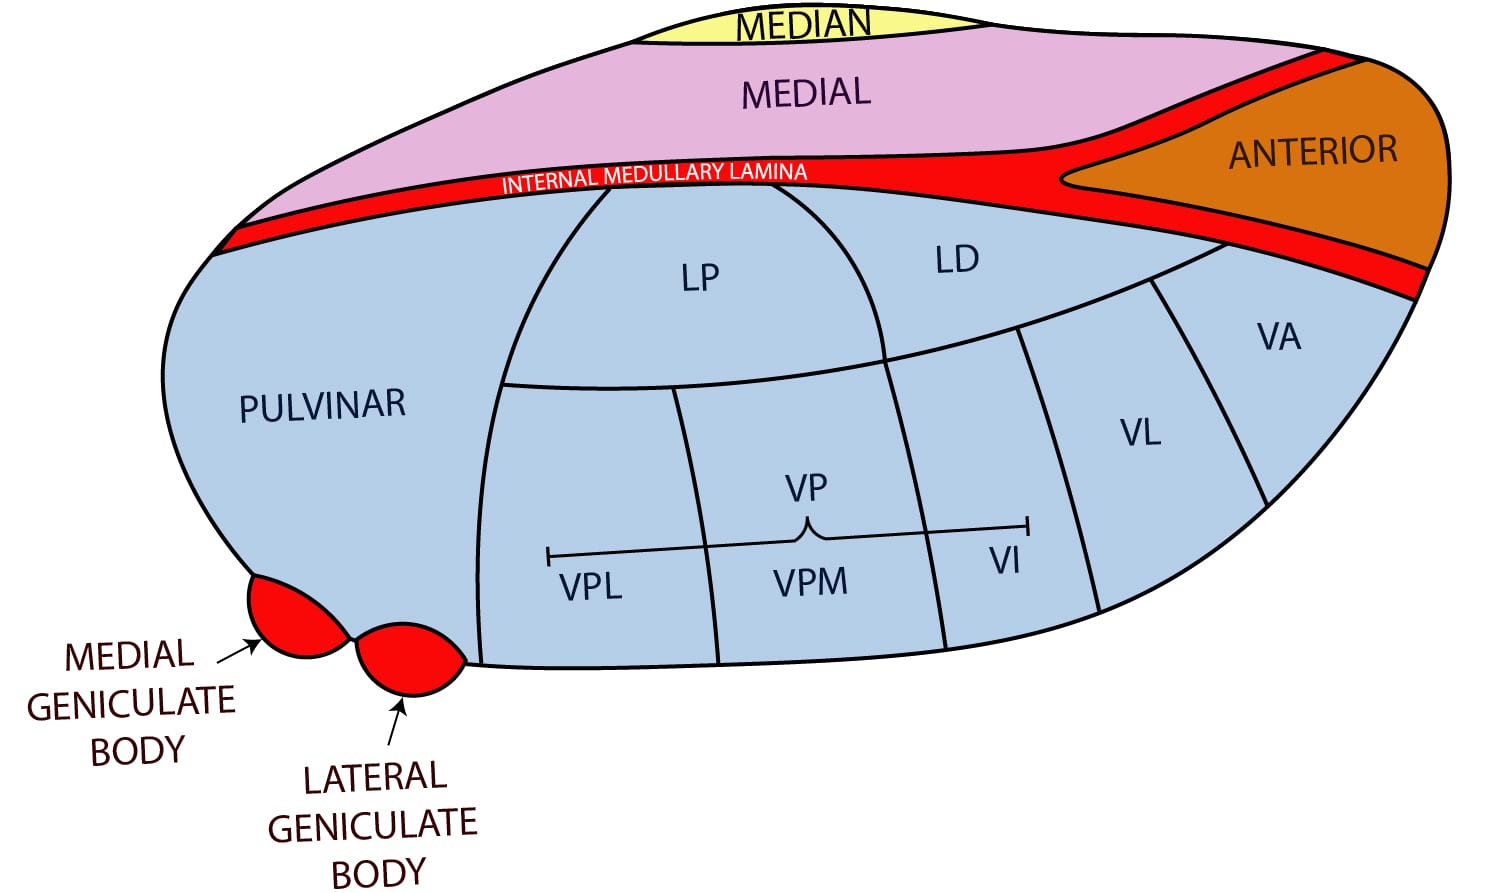 MEDIAN
MEDIAL
INTERNAL MEDULLARY LAMINA
ANTERIOR
LP
LD
VA
PULVINAR
VL
VP
VPL
VPM
VI
MEDIAL
GENICULATE
BODY
LATERAL
GENICULATE
BODY